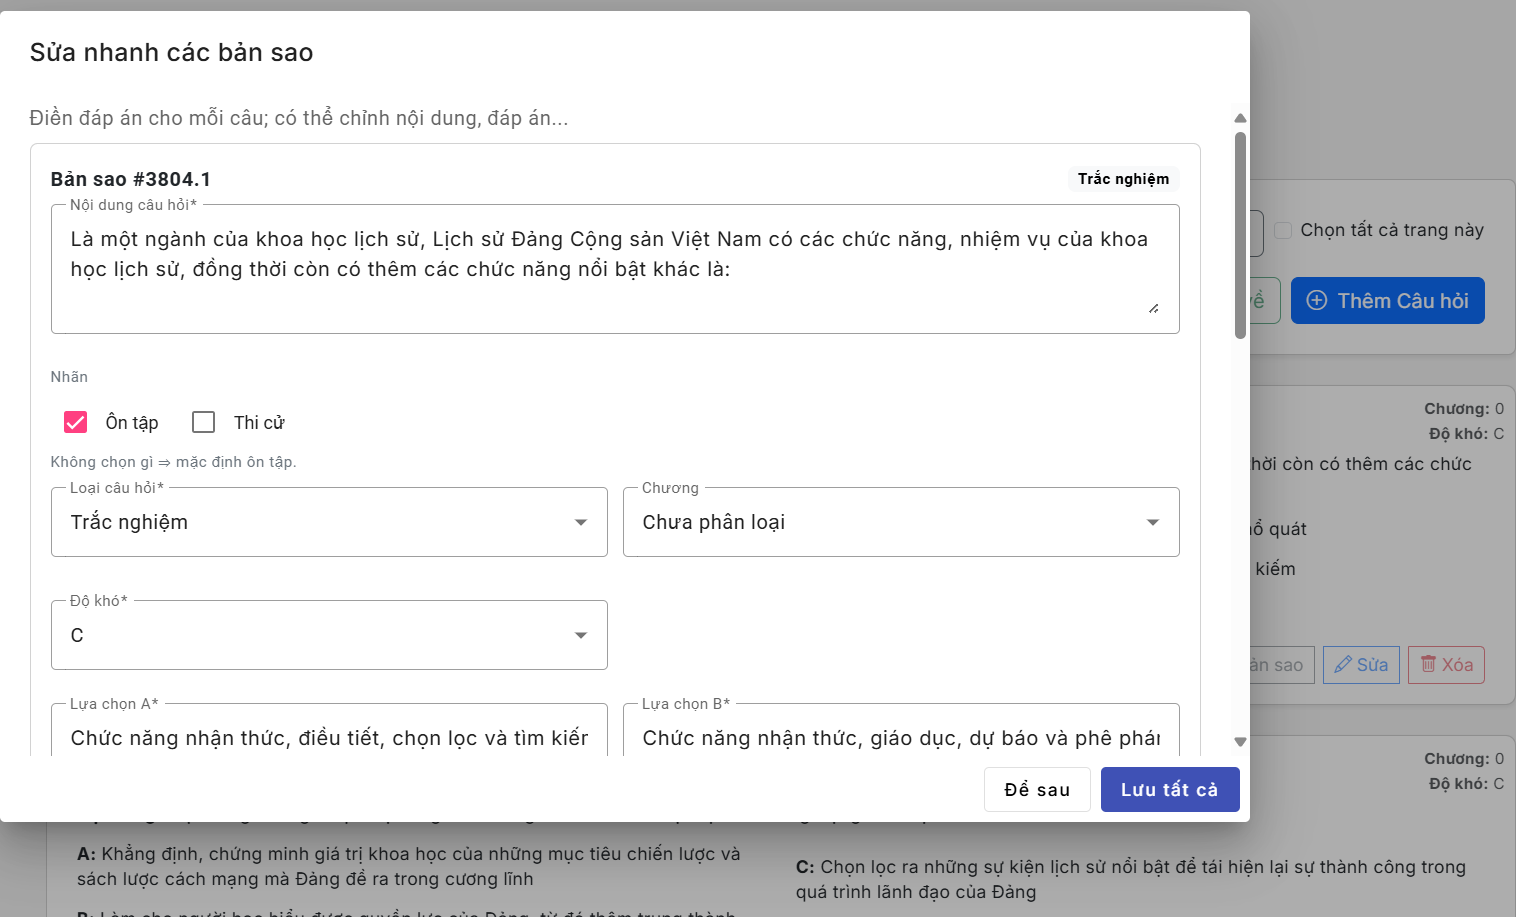 Sửa nhanh các bản sao
Điền đáp án cho mỗi câu; có thể chỉnh nội dung, đáp án...
Bản sao #3804.1
Trắc nghiệm
Nội dung câu hỏi*
Là một ngành của khoa học lịch sử, Lịch sử Đảng Cộng sản Việt Nam có các chức năng, nhiệm vụ của khoa
học lịch sử, đồng thời còn có thêm các chức năng nổi bật khác là:
Nhãn
Ôn tập
Thi cử
Không chọn gì ⇒ mặc định ôn tập.
Loại câu hỏi*
Trắc nghiệm
Chương
Chưa phân loại
Độ khó*
C
Lựa chọn A*
Chức năng nhận thức, điều tiết, chọn lọc và tìm
Lựa chọn B*
Chức năng nhận thức, giáo dục, dự báo và phê
Để sau
Lưu tất cả
Chọn tất cả trang này
Thêm Câu hỏi
Chương: 0
Độ khó: C
còn có thêm các chức
quát
kiếm
sao
Sửa
Xóa
Chương: 0
Độ khó: C
A: Khẳng định, chứng minh giá trị khoa học của những mục tiêu chiến lược và
sách lược cách mạng mà Đảng đề ra trong cương lĩnh
C: Chọn lọc ra những sự kiện lịch sử nổi bật để tái hiện lại sự thành công trong
quá trình lãnh đạo của Đảng